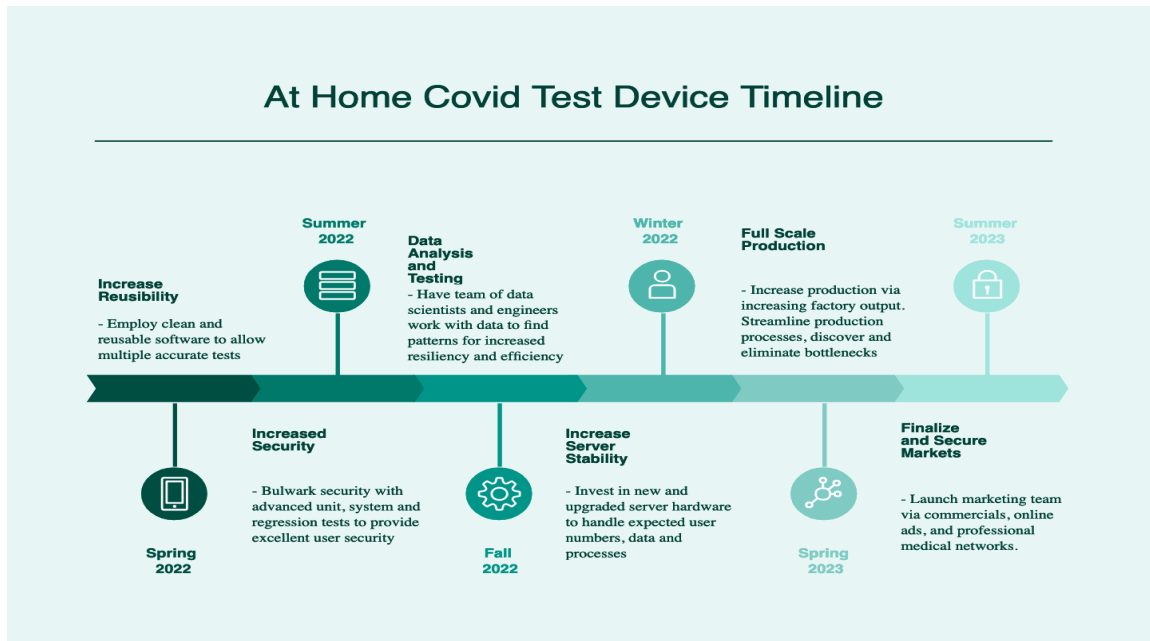 At Home Covid Test Device Timeline
Increase
Reusibility
- Employ clean and
reusable software to allow
multiple accurate tests
Spring
2022
Summer
2022
Increased
Security
- Bulwark security with
advanced unit, system and
regression tests to provide
excellent user security
Data
Analysis
and
Testing
- Have team of data
scientists and engineers
work with data to find
patterns for increased
resiliency and efficiency
Fall
2022
Winter
2022
Increase
Server
Stability
- Invest in new and
upgraded server hardware
to handle expected user
numbers, data and
processes
Full Scale
Production
- Increase production via
increasing factory output.
Streamline production
processes, discover and
eliminate bottlenecks
Spring
2023
Summer
2023
Finalize
and Secure
Markets
- Launch marketing team
via commercials, online
ads, and professional
medical networks.